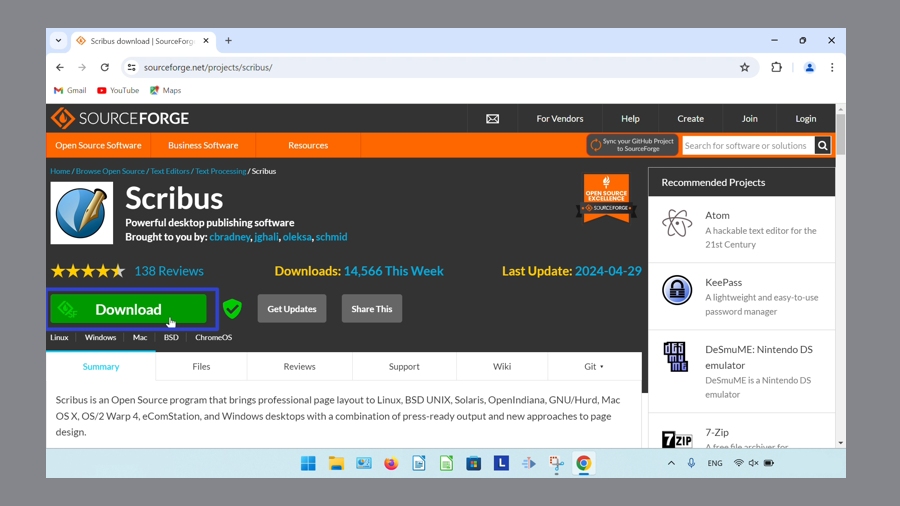 Scribus download | SourceForg
sourceforge.net/projects/scribus/
Gmail
YouTube
Maps
SOURCEFORGE
For Vendors
Help
Create
Join
Login
Open Source Software
Business Software
Resources
Sync your GitHub Project
to SourceForge
Search for software or solutions
Home / Browse Open Source / Text Editors / Text Processing / Scribus
Scribus
Powerful desktop publishing software
Brought to you by: cbradney, jghali, oleksa, schmid
OPEN SOURCE
EXCELLENCE
SOURCEFORGE
138 Reviews
Downloads: 14,566 This Week
Last Update: 2024-04-29
Download
Get Updates
Share This
Linux
Windows
Mac
BSD
ChromeOS
Summary
Files
Reviews
Support
Wiki
Git
Scribus is an Open Source program that brings professional page layout to Linux, BSD UNIX, Solaris, OpenIndiana, GNU/Hurd, Mac
OS X, OS/2 Warp 4, eComStation, and Windows desktops with a combination of press-ready output and new approaches to page
design.
Recommended Projects
Atom
A hackable text editor for the
21st Century
KeePass
A lightweight and easy-to-use
password manager
DeSmuME: Nintendo DS
emulator
DeSmuME is a Nintendo DS
emulator
7-Zip
A free file archiver for
7ZIP
L
ENG